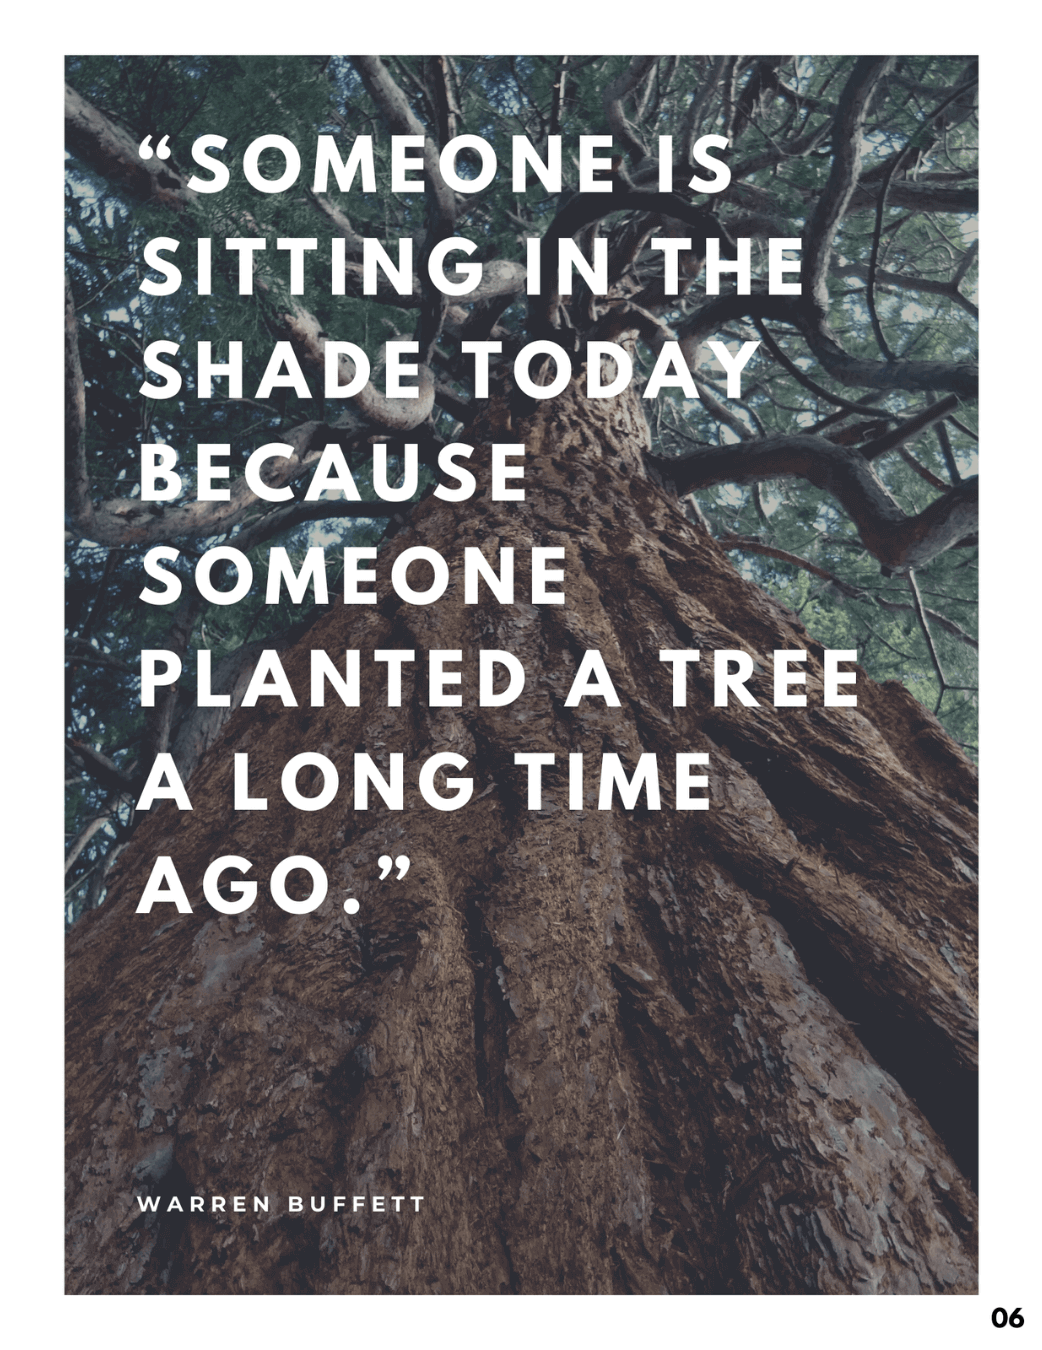 “SOMEONE IS
SITTING IN THE
SHADE TODAY
BECAUSE
SOMEONE
PLANTED A TREE
A LONG TIME
AGO.”
WARREN BUFFETT
06